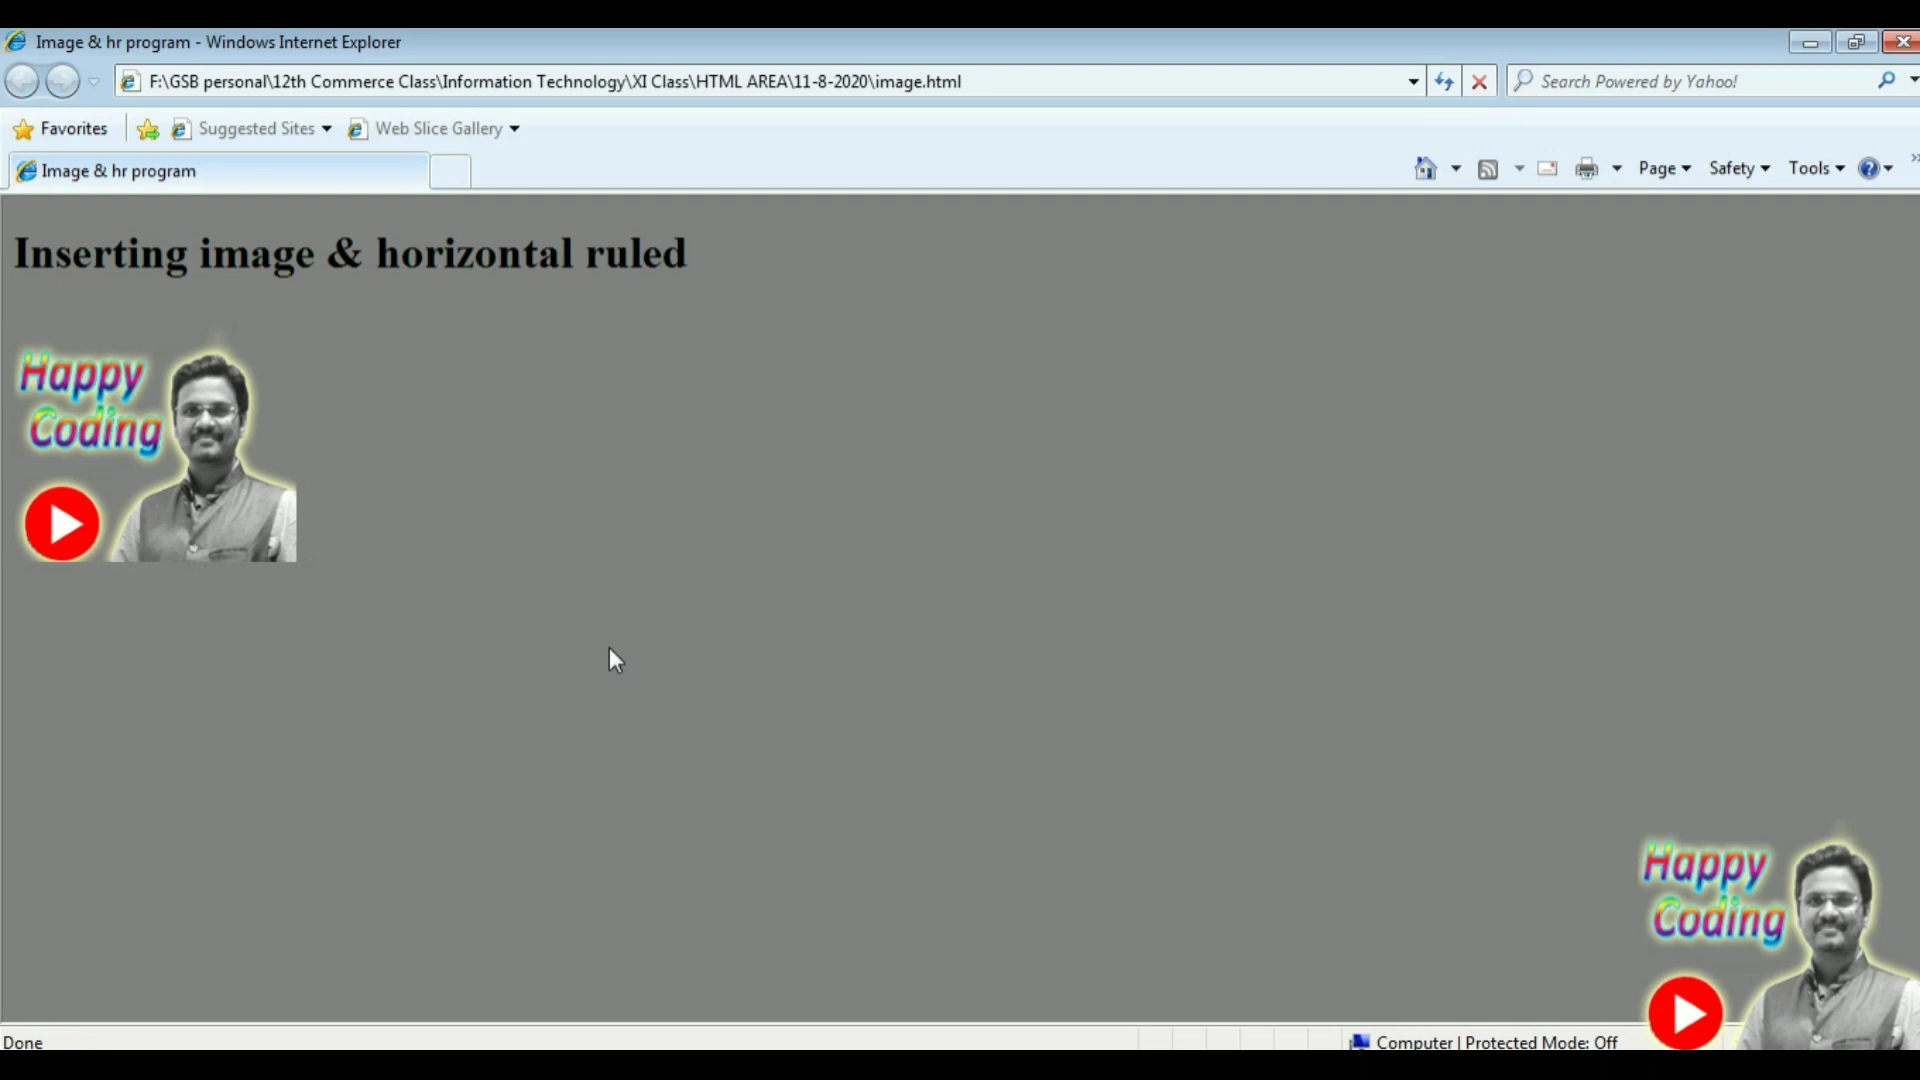 Image & hr program - Windows Internet Explorer
F:\GSB personal\12th Commerce Class\Information Technology\XI Class\HTML AREA\11-8-2020\image.html
Search Powered by Yahoo!
Favorites
Suggested Sites
Web Slice Gallery
Image & hr program
Page
Safety
Tools
Inserting image & horizontal ruled
Happy
Coding
Happy
Coding
Done
Computer | Protected Mode: Off